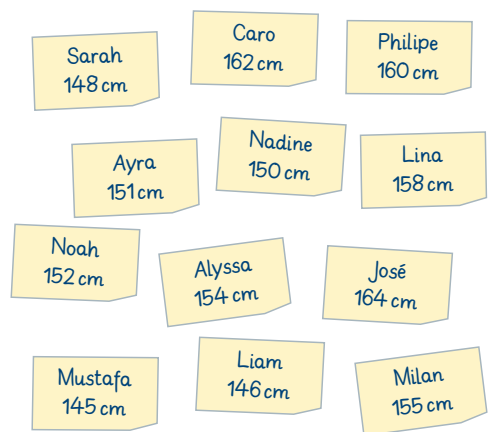 Sarah
148 cm
Caro
162 cm
Philipe
160 cm
Ayra
151 cm
Nadine
150 cm
Lina
158 cm
Noah
152 cm
Alyssa
154 cm
José
164 cm
Mustafa
145 cm
Liam
146 cm
Milan
155 cm